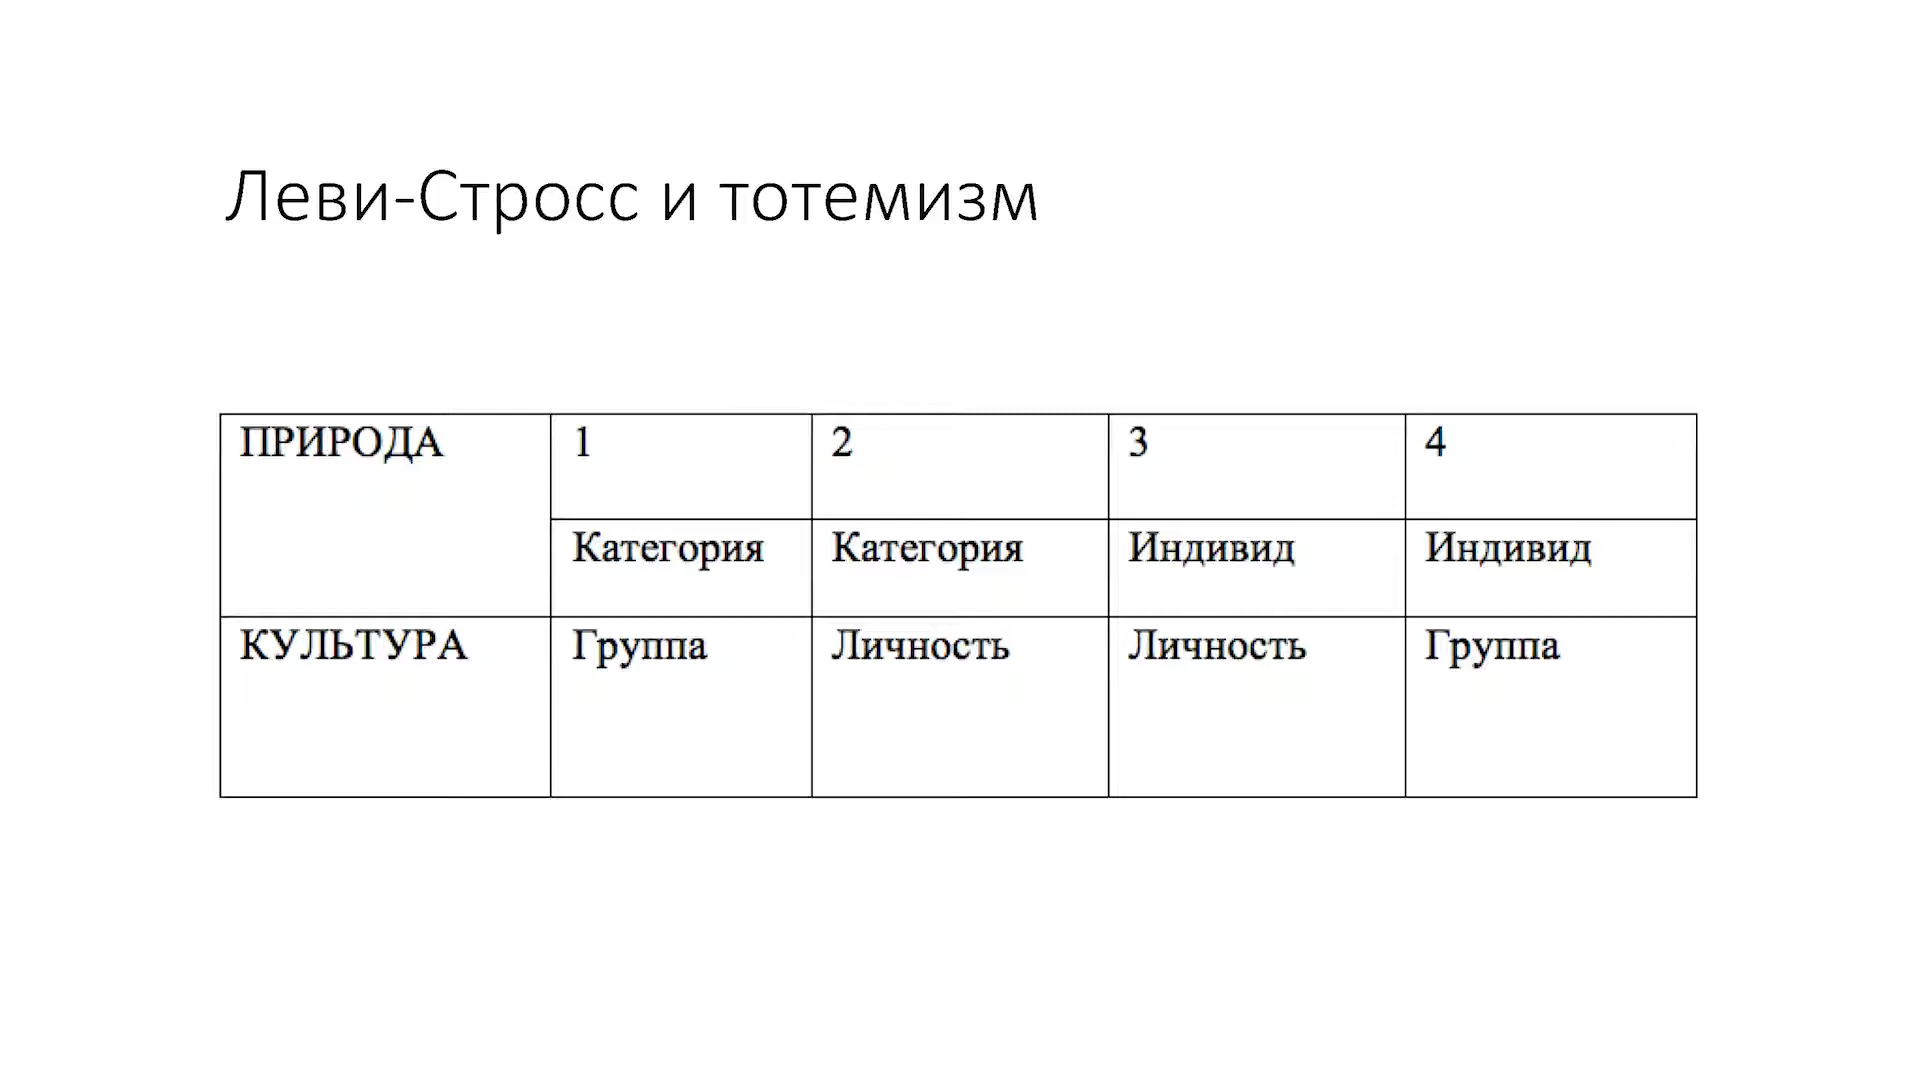 Леви-Стросс и тотемизм
ПРИРОДА 1 2 3 4
Категория Категория Индивид Индивид
КУЛЬТУРА Группа Личность Личность Группа